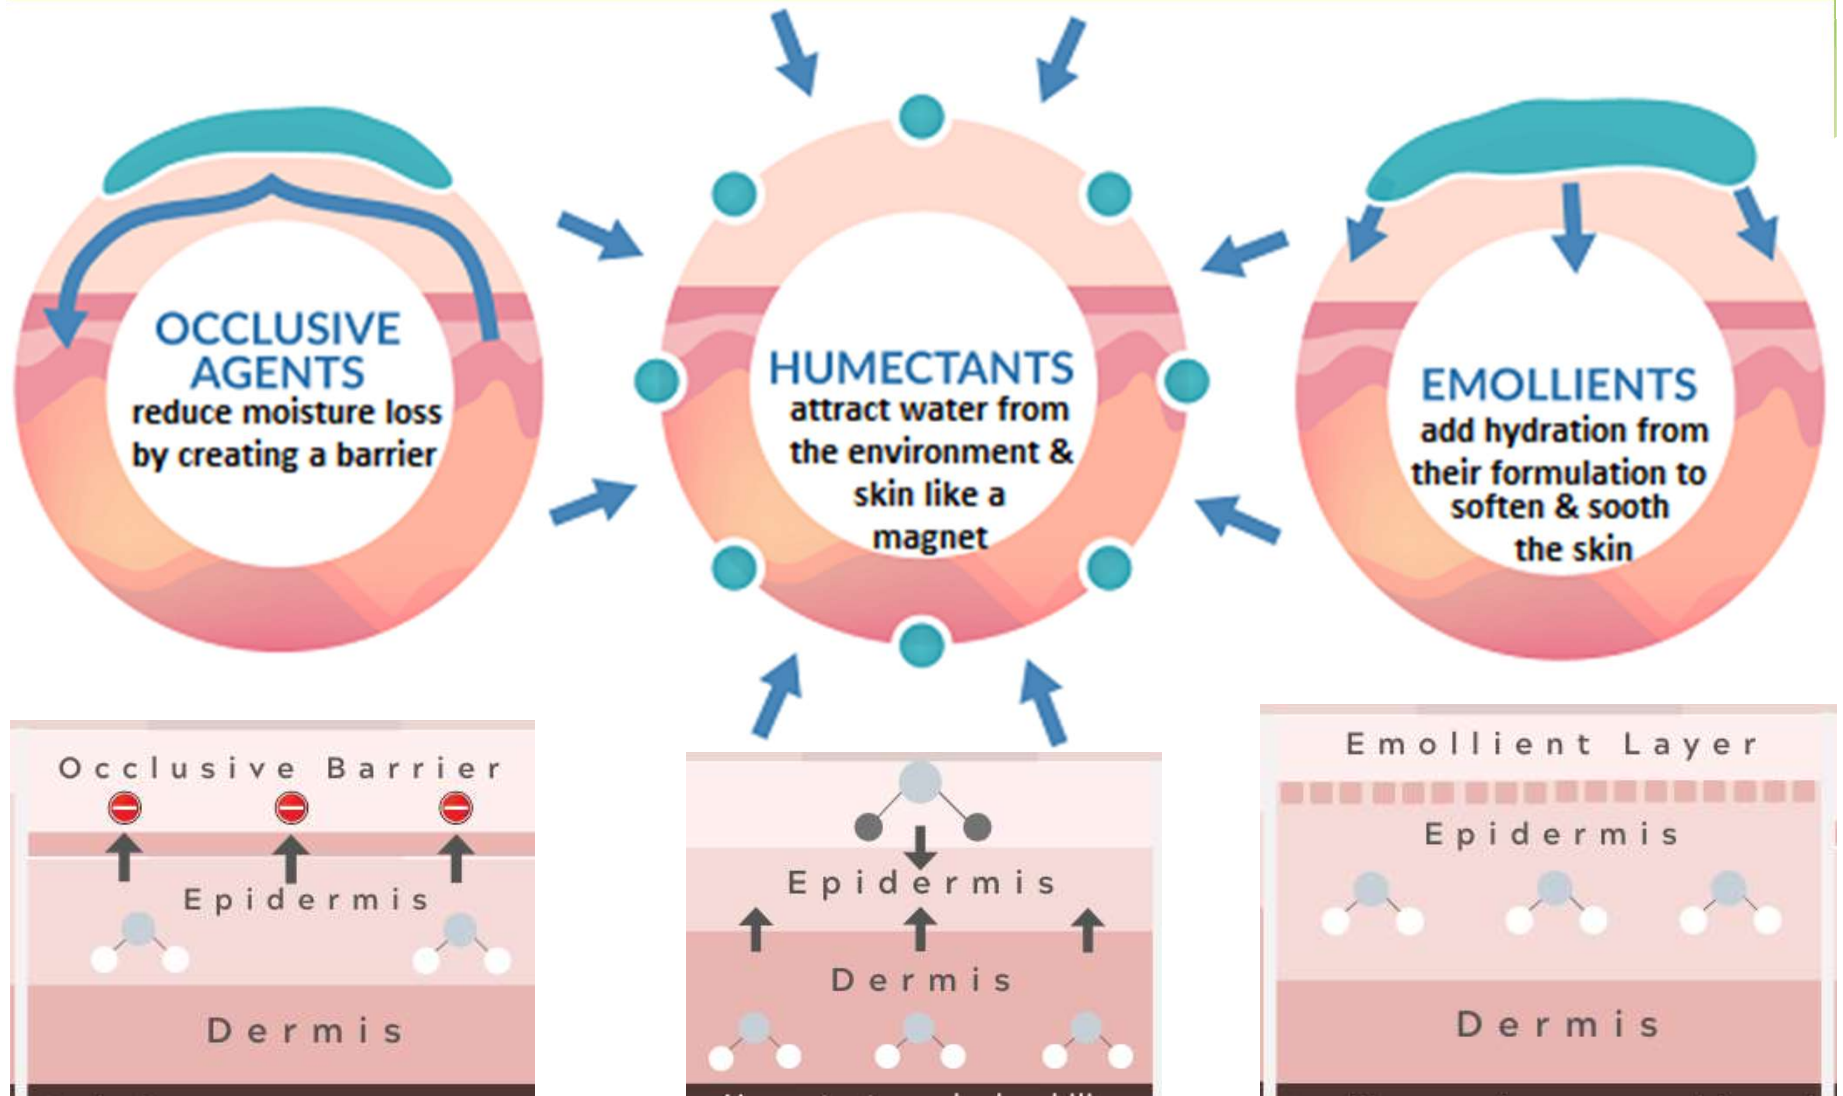 OCCLUSIVE
AGENTS
reduce moisture loss
by creating a barrier
HUMECTANTS
attract water from
the environment &
skin like a
magnet
EMOLLIENTS
add hydration from
their formulation to
soften & sooth
the skin
Occlusive Barrier
Epidermis
Dermis
Epidermis
Dermis
Emollient Layer
Epidermis
Dermis